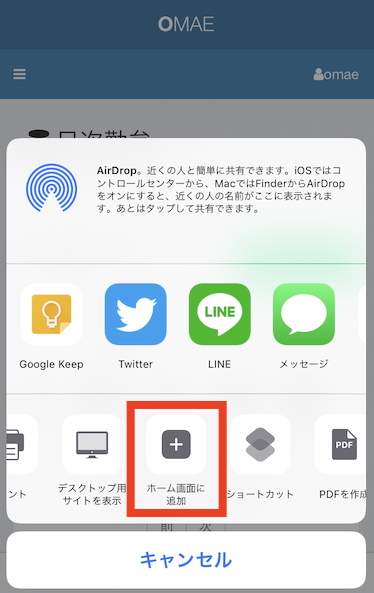 OMAE
omae
日次勤怠
AirDrop。近くの人と簡単に共有できます。iOSではコ
ントロールセンターから、MacではFinderからAirDrop
をオンにすると、近くの人の名前がここに表示されま
す。あとはタップして共有できます。
Google Keep
Twitter
LINE
メッセージ
ント
デスクトップ用
サイトを表示
ホーム画面に
追加
ショートカット
PDF
PDFを作成
前
次
キャンセル